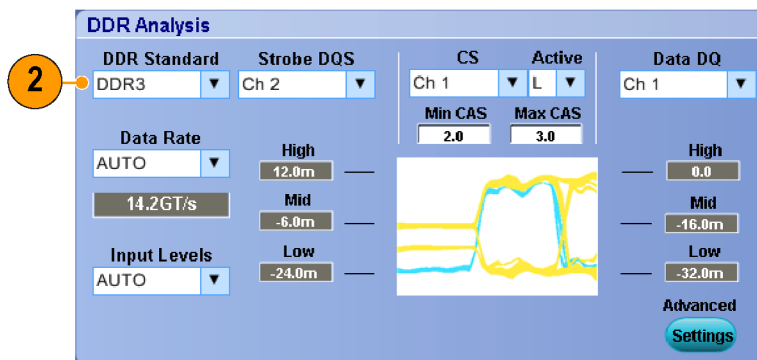 DDR Analysis
2
DDR Standard
DDR3
Strobe DQS
Ch 2
CS
Active
Ch 1
L
Min CAS
Max CAS
2.0
3.0
Data DQ
Ch 1
Data Rate
AUTO
14.2GT/s
Input Levels
AUTO
High
12.0m
Mid
-6.0m
Low
-24.0m
High
0.0
Mid
-16.0m
Low
-32.0m
Advanced
Settings